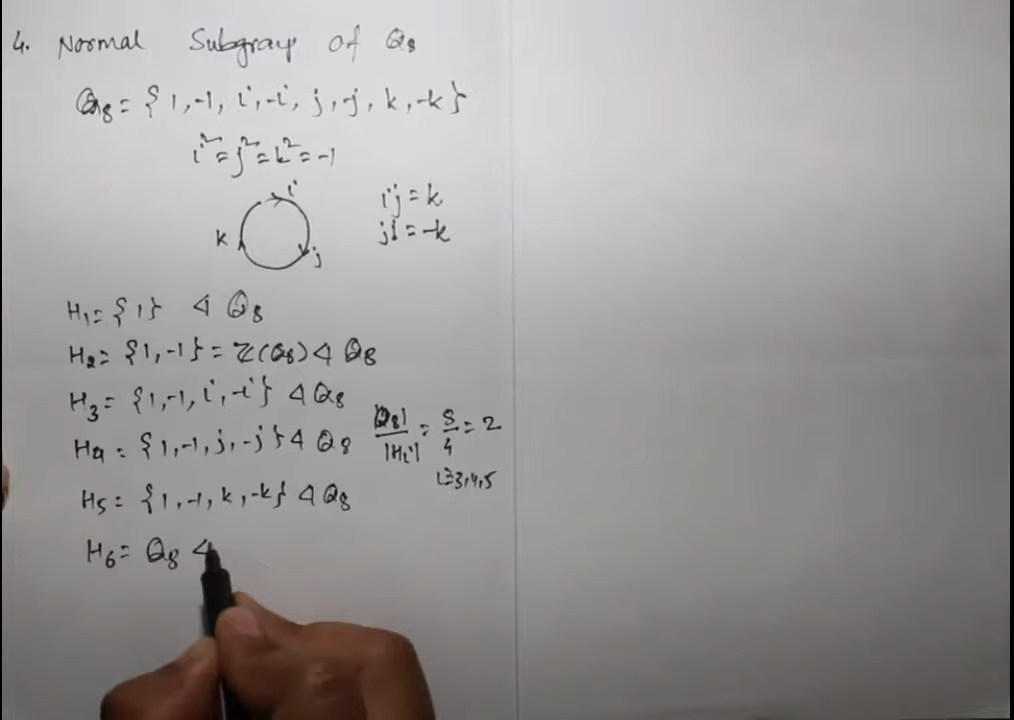 4. Normal Subgroup of Q8
Q8 = {1, -1, i, -i, j, -j, k, -k}
i² = j² = k² = -1
i
k
j
ij = k
ji = -k
H1 = {1} ◁ Q8
H2 = {1, -1} = Z(Q8) ◁ Q8
H3 = {1, -1, i, -i} ◁ Q8
H4 = {1, -1, j, -j} ◁ Q8
|Q8|/|Hi| = 8/4 = 2
i=3,4,5
H5 = {1, -1, k, -k} ◁ Q8
H6 = Q8 ◁